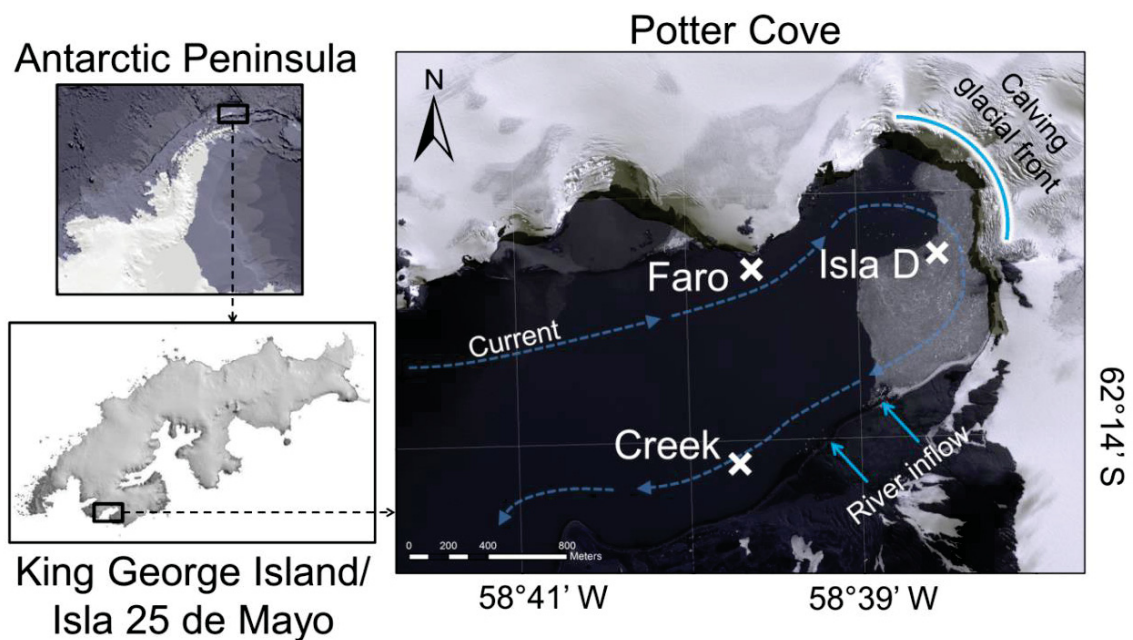 Antarctic Peninsula
King George Island/
Isla 25 de Mayo
Potter Cove
N
Calving
glacial front
Faro
Isla D
Current
Creek
River inflow
0 200 400 800
Meters
62°14’ S
58°41’ W
58°39’ W